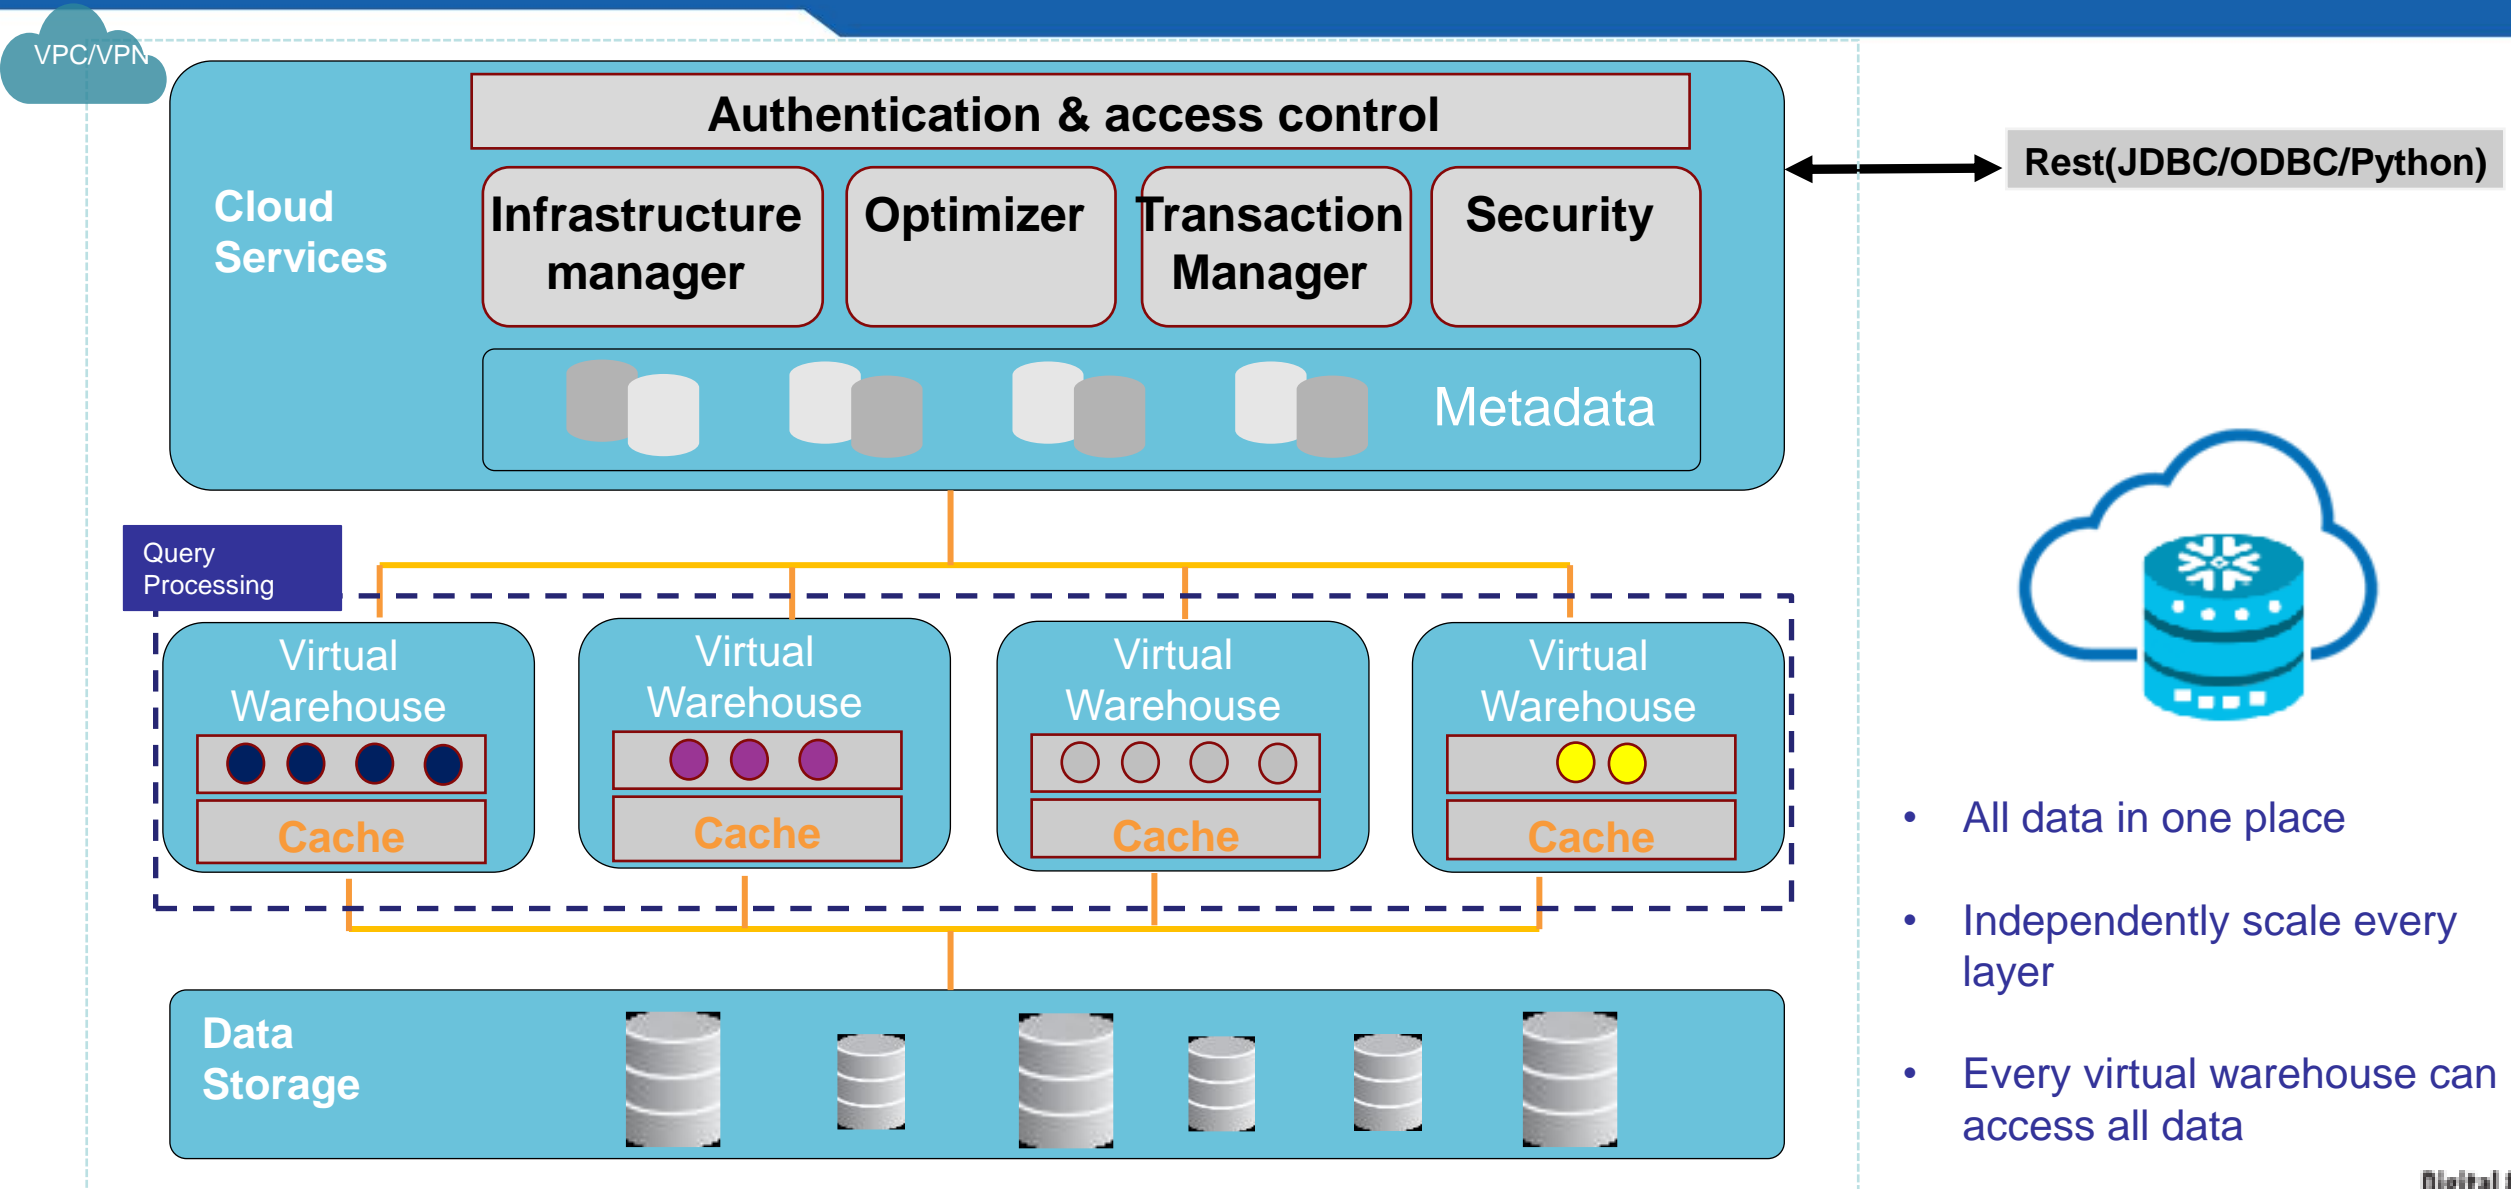 VPC/VPN
Authentication & access control
Rest(JDBC/ODBC/Python)
Cloud
Services
Infrastructure
manager
Optimizer
Transaction
Manager
Security
Metadata
Query
Processing
Virtual
Warehouse
Cache
Virtual
Warehouse
Cache
Virtual
Warehouse
Cache
Virtual
Warehouse
Cache
Data
Storage
• All data in one place
• Independently scale every
layer
• Every virtual warehouse can
access all data
Digital